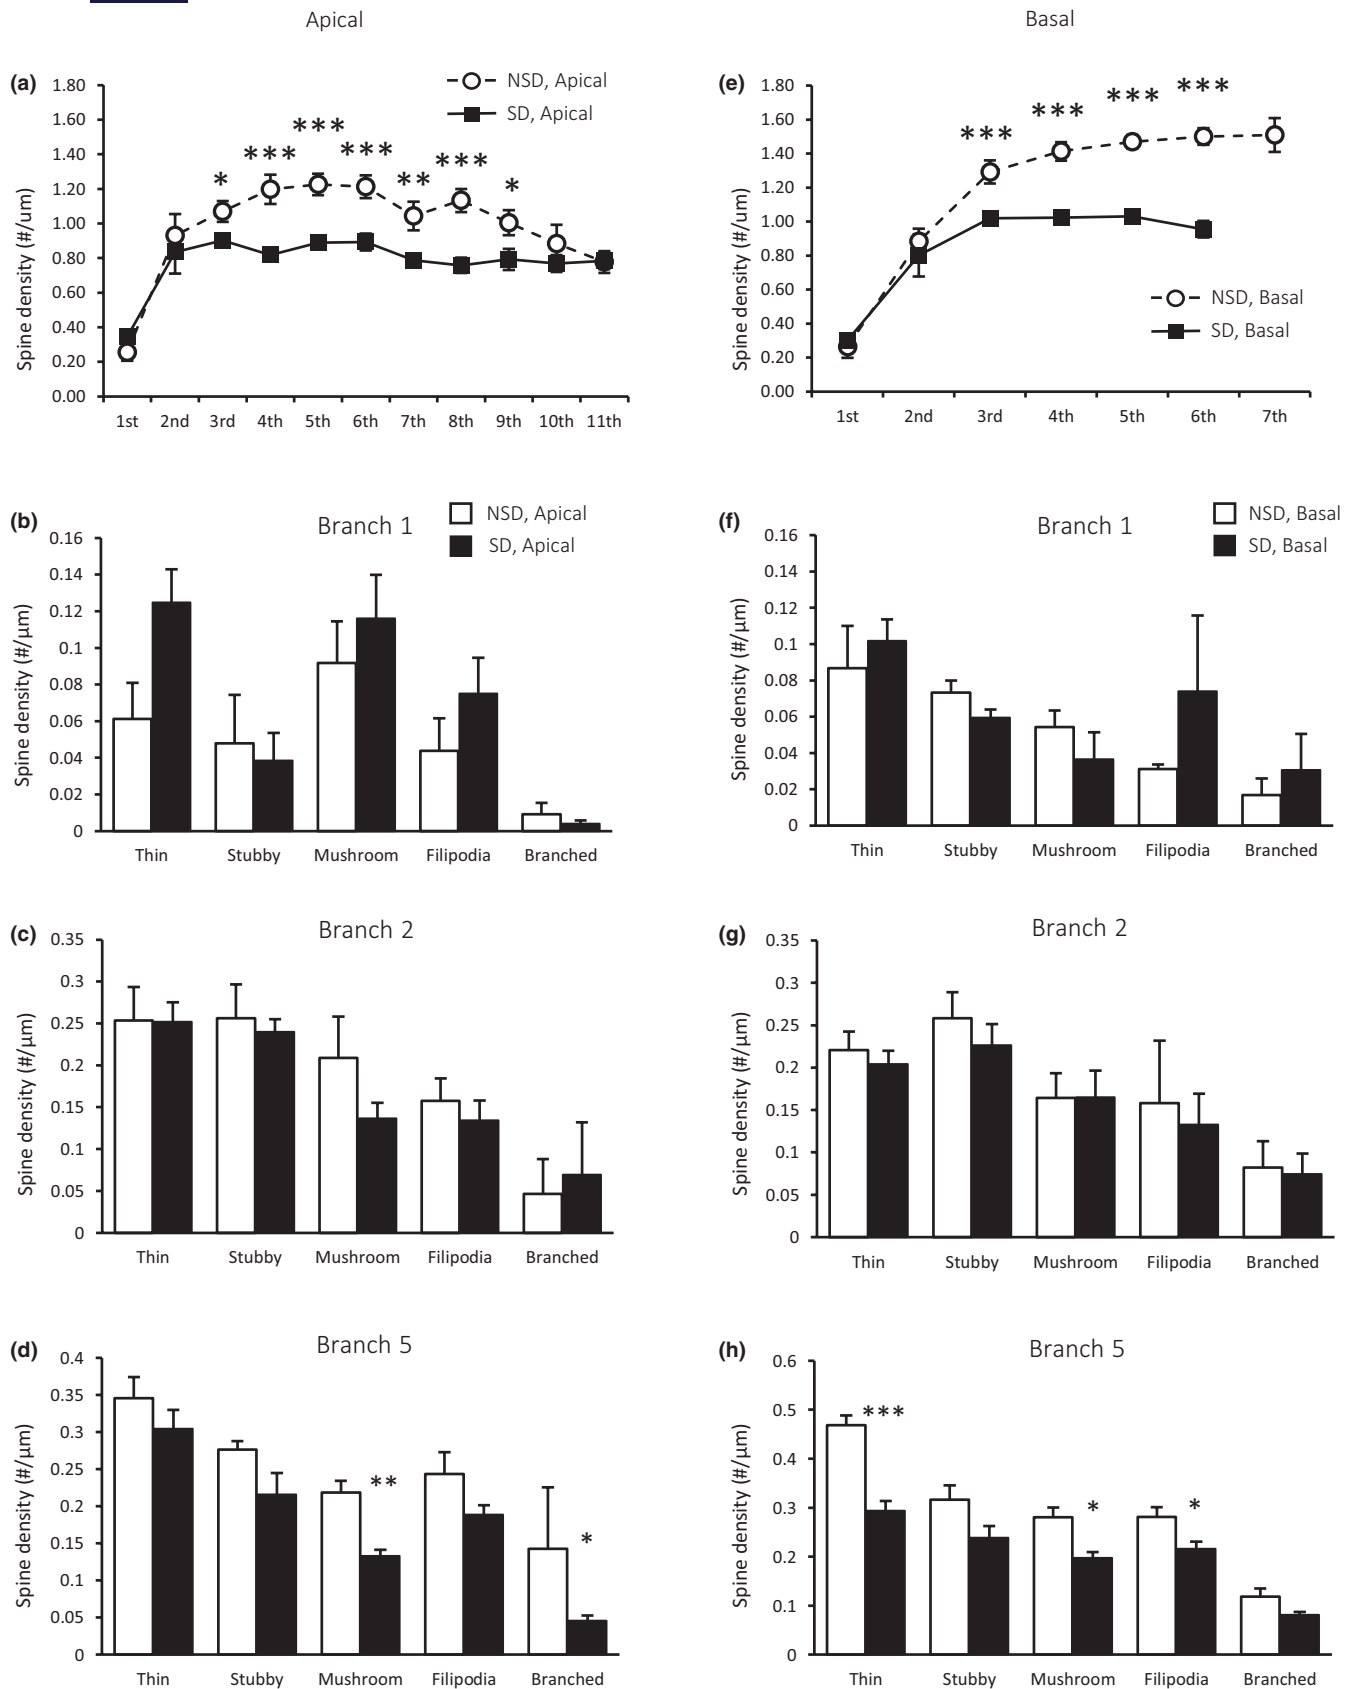 Apical
(a)
NSD, Apical
SD, Apical
Spine density (#/um)
1.80
1.60
1.40
1.20
1.00
0.80
0.60
0.40
0.20
0.00
* *** *** *** ** *** *
1st 2nd 3rd 4th 5th 6th 7th 8th 9th 10th 11th
(b)
Branch 1
NSD, Apical
SD, Apical
Spine density (#/µm)
0.16
0.14
0.12
0.1
0.08
0.06
0.04
0.02
0
Thin Stubby Mushroom Filipodia Branched
(c)
Branch 2
Spine density (#/µm)
0.35
0.3
0.25
0.2
0.15
0.1
0.05
0
Thin Stubby Mushroom Filipodia Branched
(d)
Branch 5
Spine density (#/µm)
0.4
0.35
0.3
0.25
0.2
0.15
0.1
0.05
0
** *
Thin Stubby Mushroom Filipodia Branched
Basal
(e)
Spine density (#/um)
1.80
1.60
1.40
1.20
1.00
0.80
0.60
0.40
0.20
0.00
*** *** *** ***
NSD, Basal
SD, Basal
1st 2nd 3rd 4th 5th 6th 7th
(f)
Branch 1
NSD, Basal
SD, Basal
Spine density (#/µm)
0.16
0.14
0.12
0.1
0.08
0.06
0.04
0.02
0
Thin Stubby Mushroom Filipodia Branched
(g)
Branch 2
Spine density (#/µm)
0.35
0.3
0.25
0.2
0.15
0.1
0.05
0
Thin Stubby Mushroom Filipodia Branched
(h)
Branch 5
Spine density (#/µm)
0.6
0.5
0.4
0.3
0.2
0.1
0
*** * *
Thin Stubby Mushroom Filipodia Branched